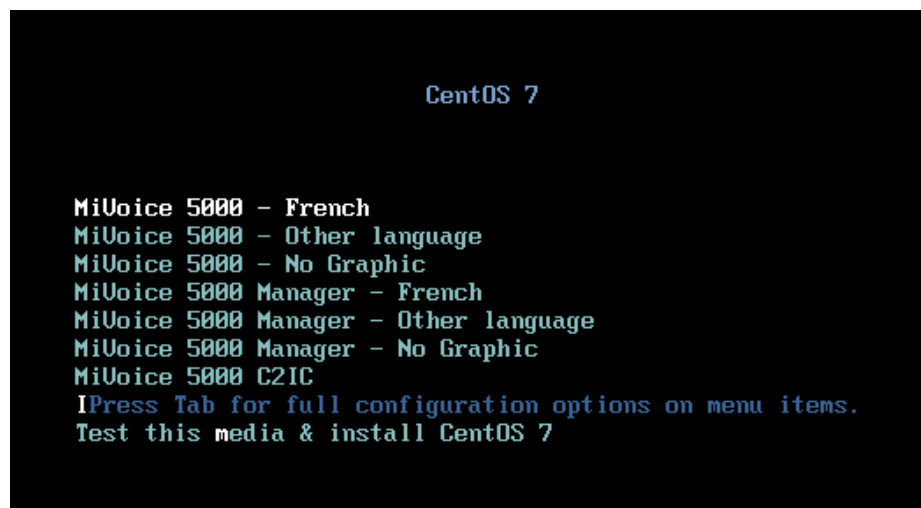 CentOS 7
MiVoice 5000 - French
MiVoice 5000 - Other language
MiVoice 5000 - No Graphic
MiVoice 5000 Manager - French
MiVoice 5000 Manager - Other language
MiVoice 5000 Manager - No Graphic
MiVoice 5000 C2IC
IPress Tab for full configuration options on menu items.
Test this media & install CentOS 7